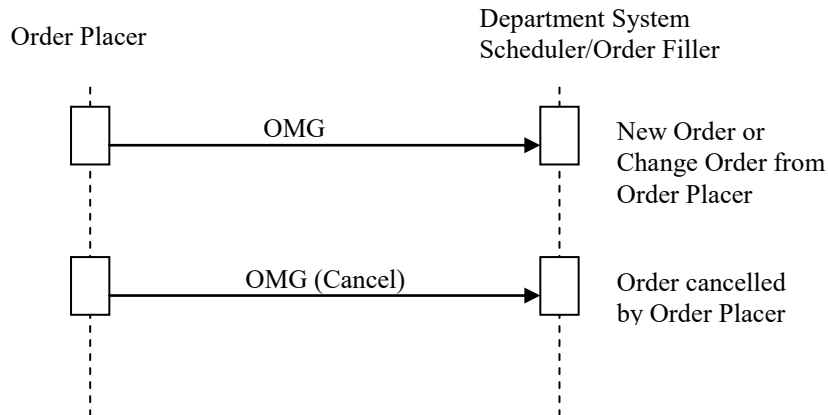 Order Placer
Department System
Scheduler/Order Filler
OMG
New Order or
Change Order from
Order Placer
OMG (Cancel)
Order cancelled
by Order Placer